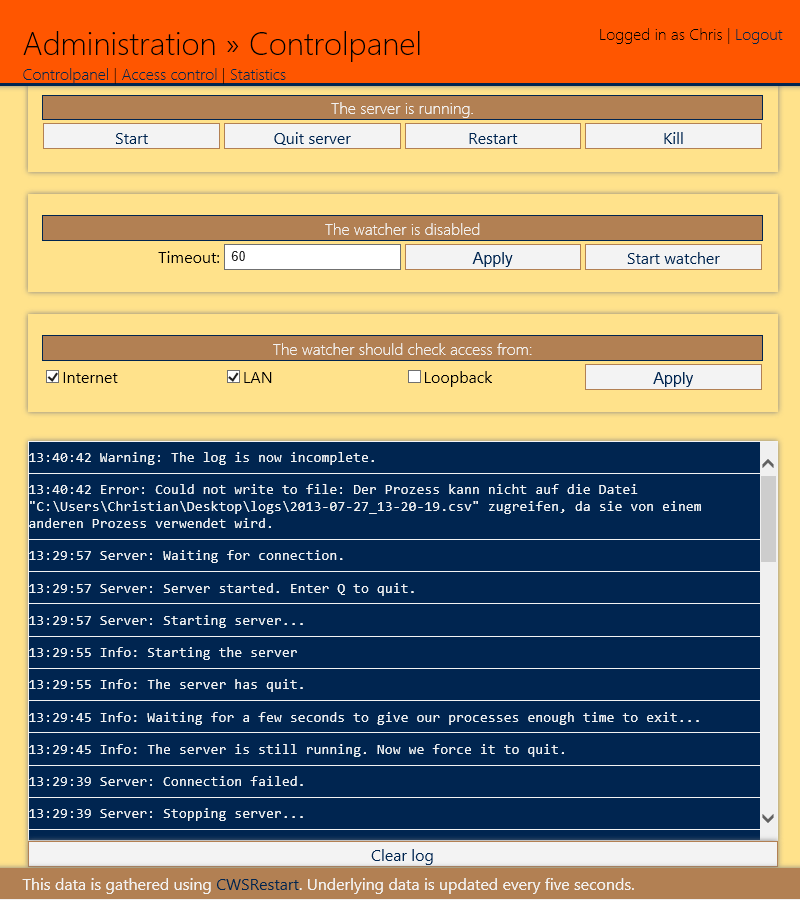 Administration » Controlpanel
Logged in as Chris | Logout
Controlpanel | Access control | Statistics
The server is running.
Start Quit server Restart Kill
The watcher is disabled
Timeout: 60 Apply Start watcher
The watcher should check access from:
Internet LAN Loopback Apply
13:40:42 Warning: The log is now incomplete.
13:40:42 Error: Could not write to file: Der Prozess kann nicht auf die Datei
"C:\Users\Christian\Desktop\logs\2013-07-27_13-20-19.csv" zugreifen, da sie von einem
anderen Prozess verwendet wird.
13:29:57 Server: Waiting for connection.
13:29:57 Server: Server started. Enter Q to quit.
13:29:57 Server: Starting server...
13:29:55 Info: Starting the server
13:29:55 Info: The server has quit.
13:29:45 Info: Waiting for a few seconds to give our processes enough time to exit...
13:29:45 Info: The server is still running. Now we force it to quit.
13:29:39 Server: Connection failed.
13:29:39 Server: Stopping server...
Clear log
This data is gathered using CWSRestart. Underlying data is updated every five seconds.